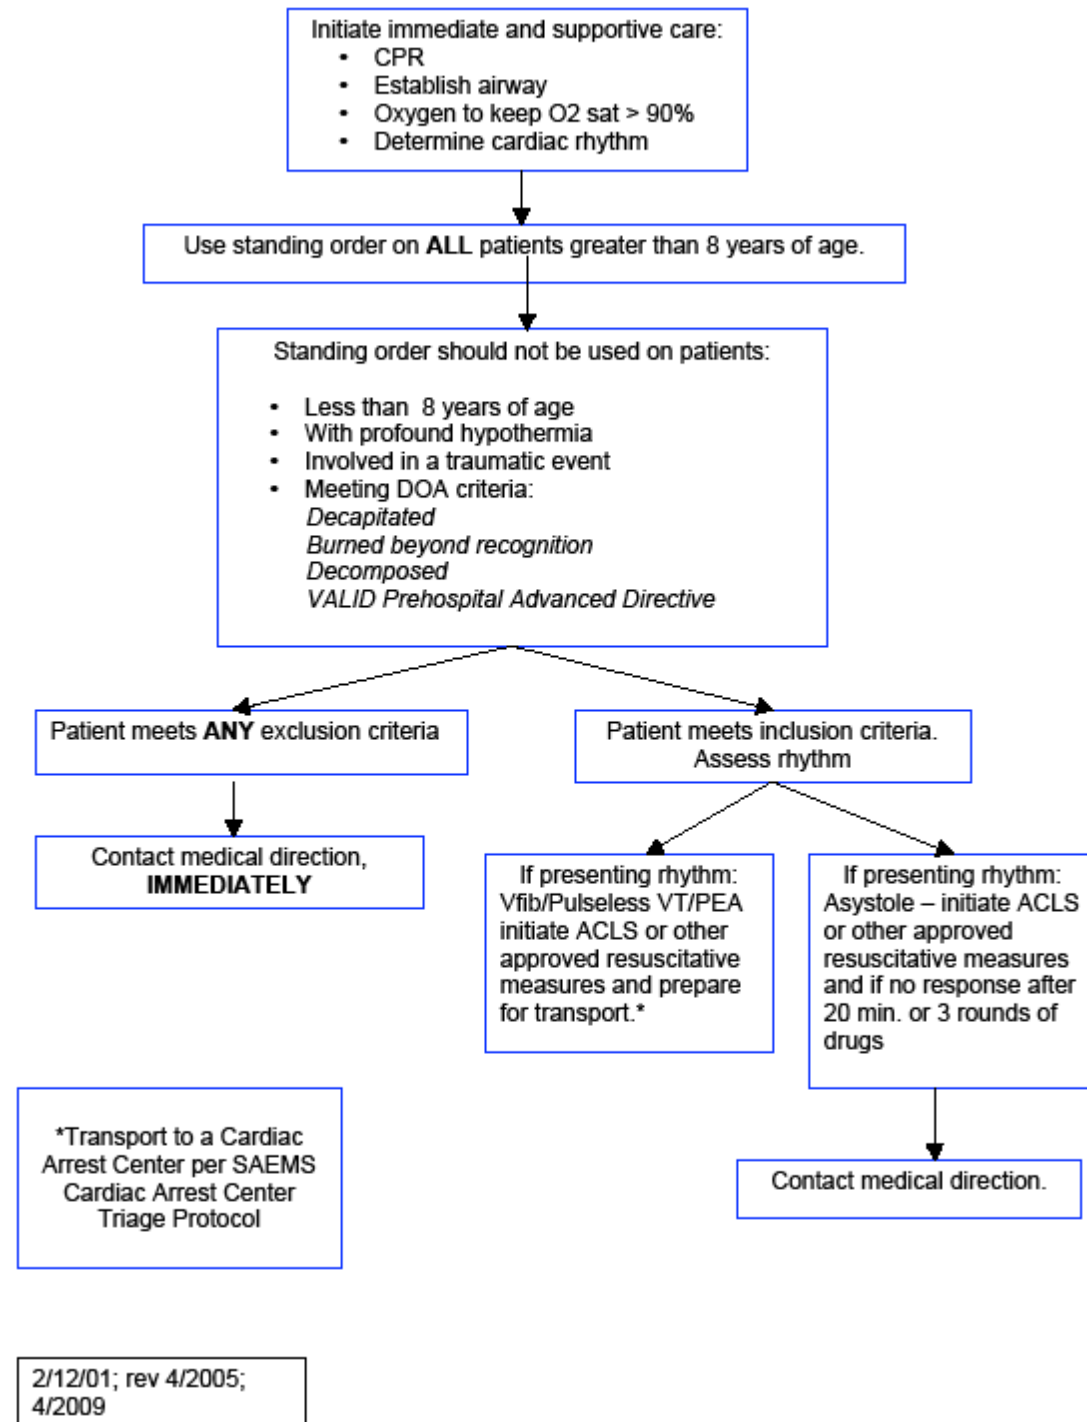 Initiate immediate and supportive care:
• CPR
• Establish airway
• Oxygen to keep O2 sat > 90%
• Determine cardiac rhythm
Use standing order on ALL patients greater than 8 years of age.
Standing order should not be used on patients:
• Less than 8 years of age
• With profound hypothermia
• Involved in a traumatic event
• Meeting DOA criteria:
Decapitated
Burned beyond recognition
Decomposed
VALID Prehospital Advanced Directive
Patient meets ANY exclusion criteria
Contact medical direction,
IMMEDIATELY
Patient meets inclusion criteria.
Assess rhythm
If presenting rhythm:
Vfib/Pulseless VT/PEA
initiate ACLS or other
approved resuscitative
measures and prepare
for transport.*
If presenting rhythm:
Asystole – initiate ACLS
or other approved
resuscitative measures
and if no response after
20 min. or 3 rounds of
drugs
Contact medical direction.
*Transport to a Cardiac
Arrest Center per SAEMS
Cardiac Arrest Center
Triage Protocol
2/12/01; rev 4/2005;
4/2009